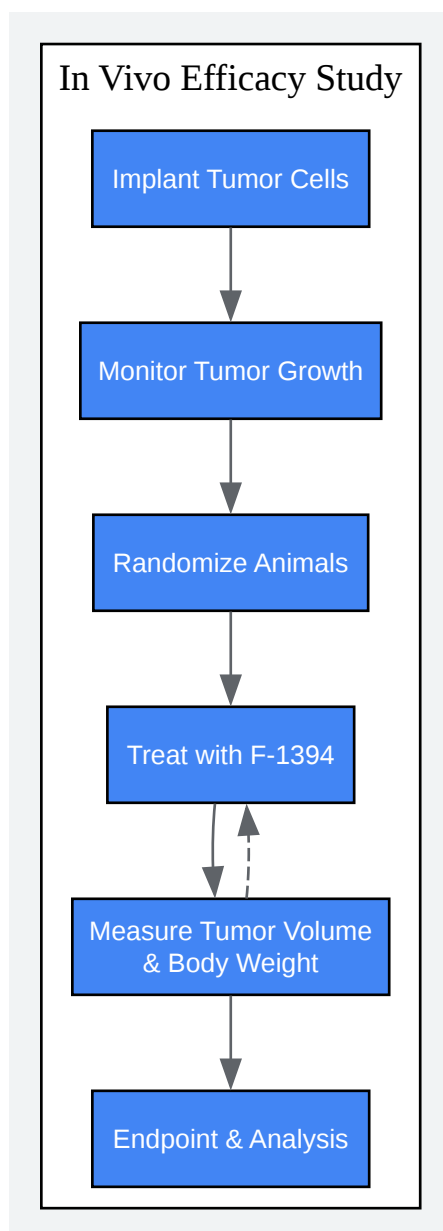 In Vivo Efficacy Study
Implant Tumor Cells
Monitor Tumor Growth
Randomize Animals
Treat with F-1394
Measure Tumor Volume
& Body Weight
Endpoint & Analysis